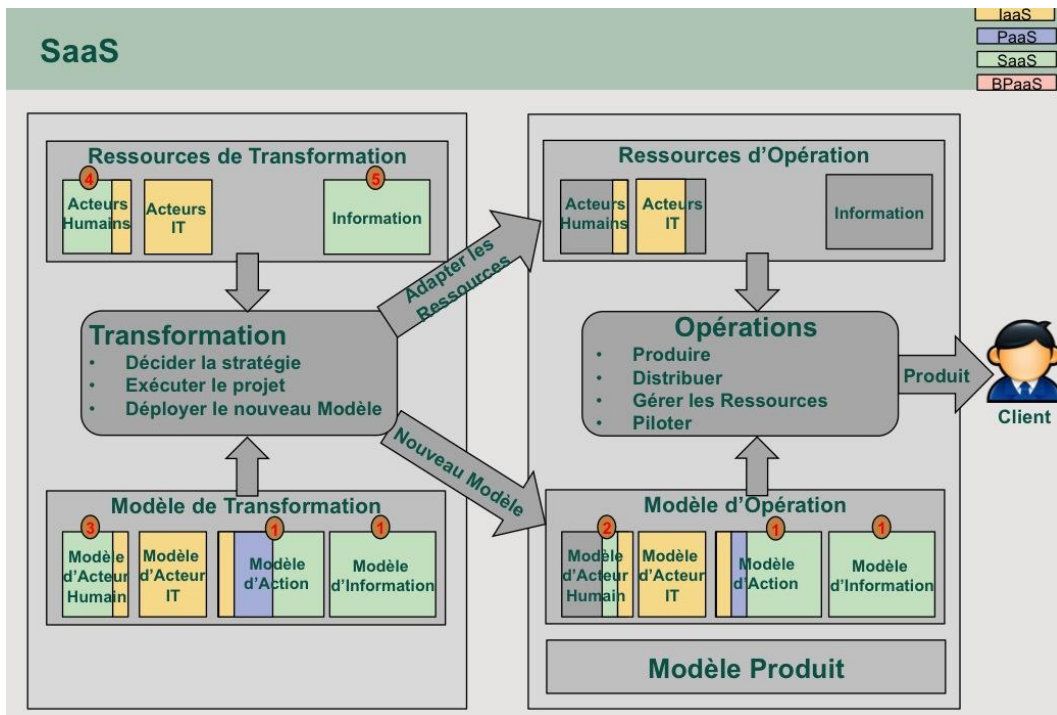 IaaS
SaaS
PaaS
SaaS
BPaaS
Ressources de Transformation
4
5
Acteurs
Humains
Acteurs
IT
Information
Ressources d'Opération
Acteurs
Humains
Acteurs
IT
Information
Adapter les
Ressources
Transformation
• Décider la stratégie
• Exécuter le projet
• Déployer le nouveau Modèle
Opérations
• Produire
• Distribuer
• Gérer les Ressources
• Piloter
Produit
Client
Nouveau Modèle
Modèle de Transformation
3
1
1
Modèle
d'Acteur
Humain
Modèle
d'Acteur
IT
Modèle
d'Action
Modèle
d'Information
Modèle d'Opération
2
1
1
Modèle
d'Acteur
Humain
Modèle
d'Acteur
IT
Modèle
d'Action
Modèle
d'Information
Modèle Produit